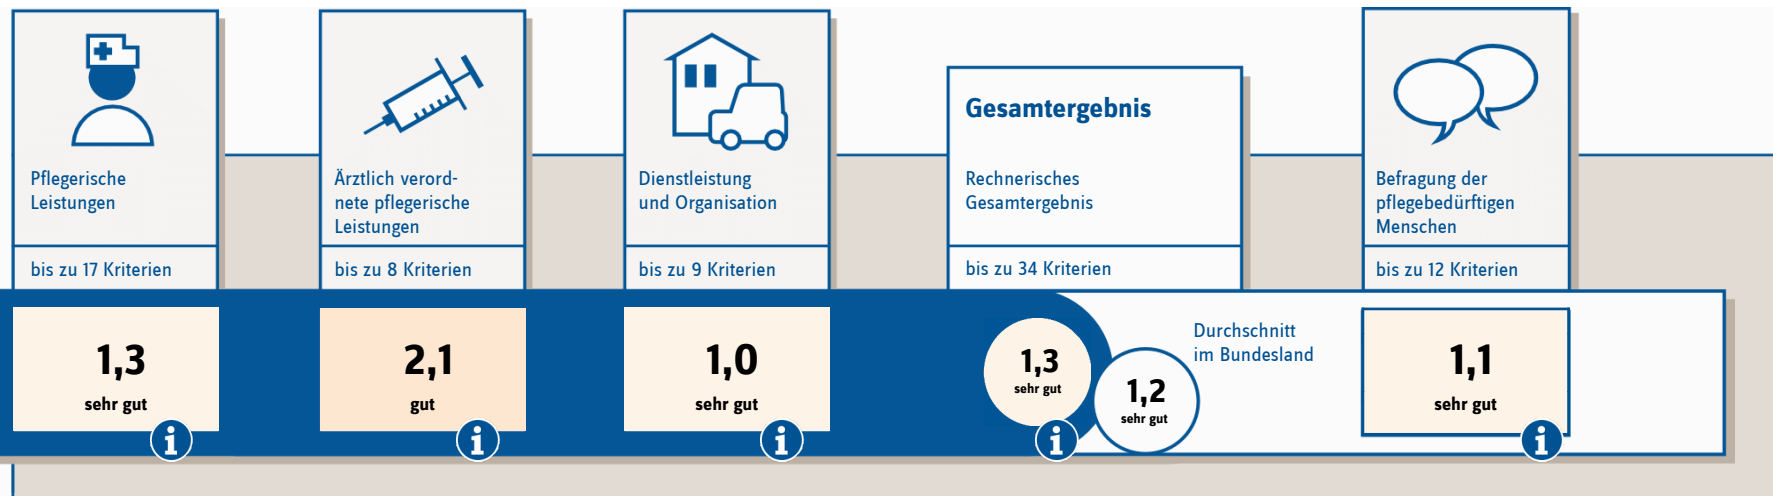 Pflegerische
Leistungen
bis zu 17 Kriterien
1,3
sehr gut
i
Ärztlich verord-
nete pflegerische
Leistungen
bis zu 8 Kriterien
2,1
gut
i
Dienstleistung
und Organisation
bis zu 9 Kriterien
1,0
sehr gut
i
Gesamtergebnis
Rechnerisches
Gesamtergebnis
bis zu 34 Kriterien
1,3
sehr gut
i
1,2
sehr gut
Durchschnitt
im Bundesland
Befragung der
pflegebedürftigen
Menschen
bis zu 12 Kriterien
1,1
sehr gut
i